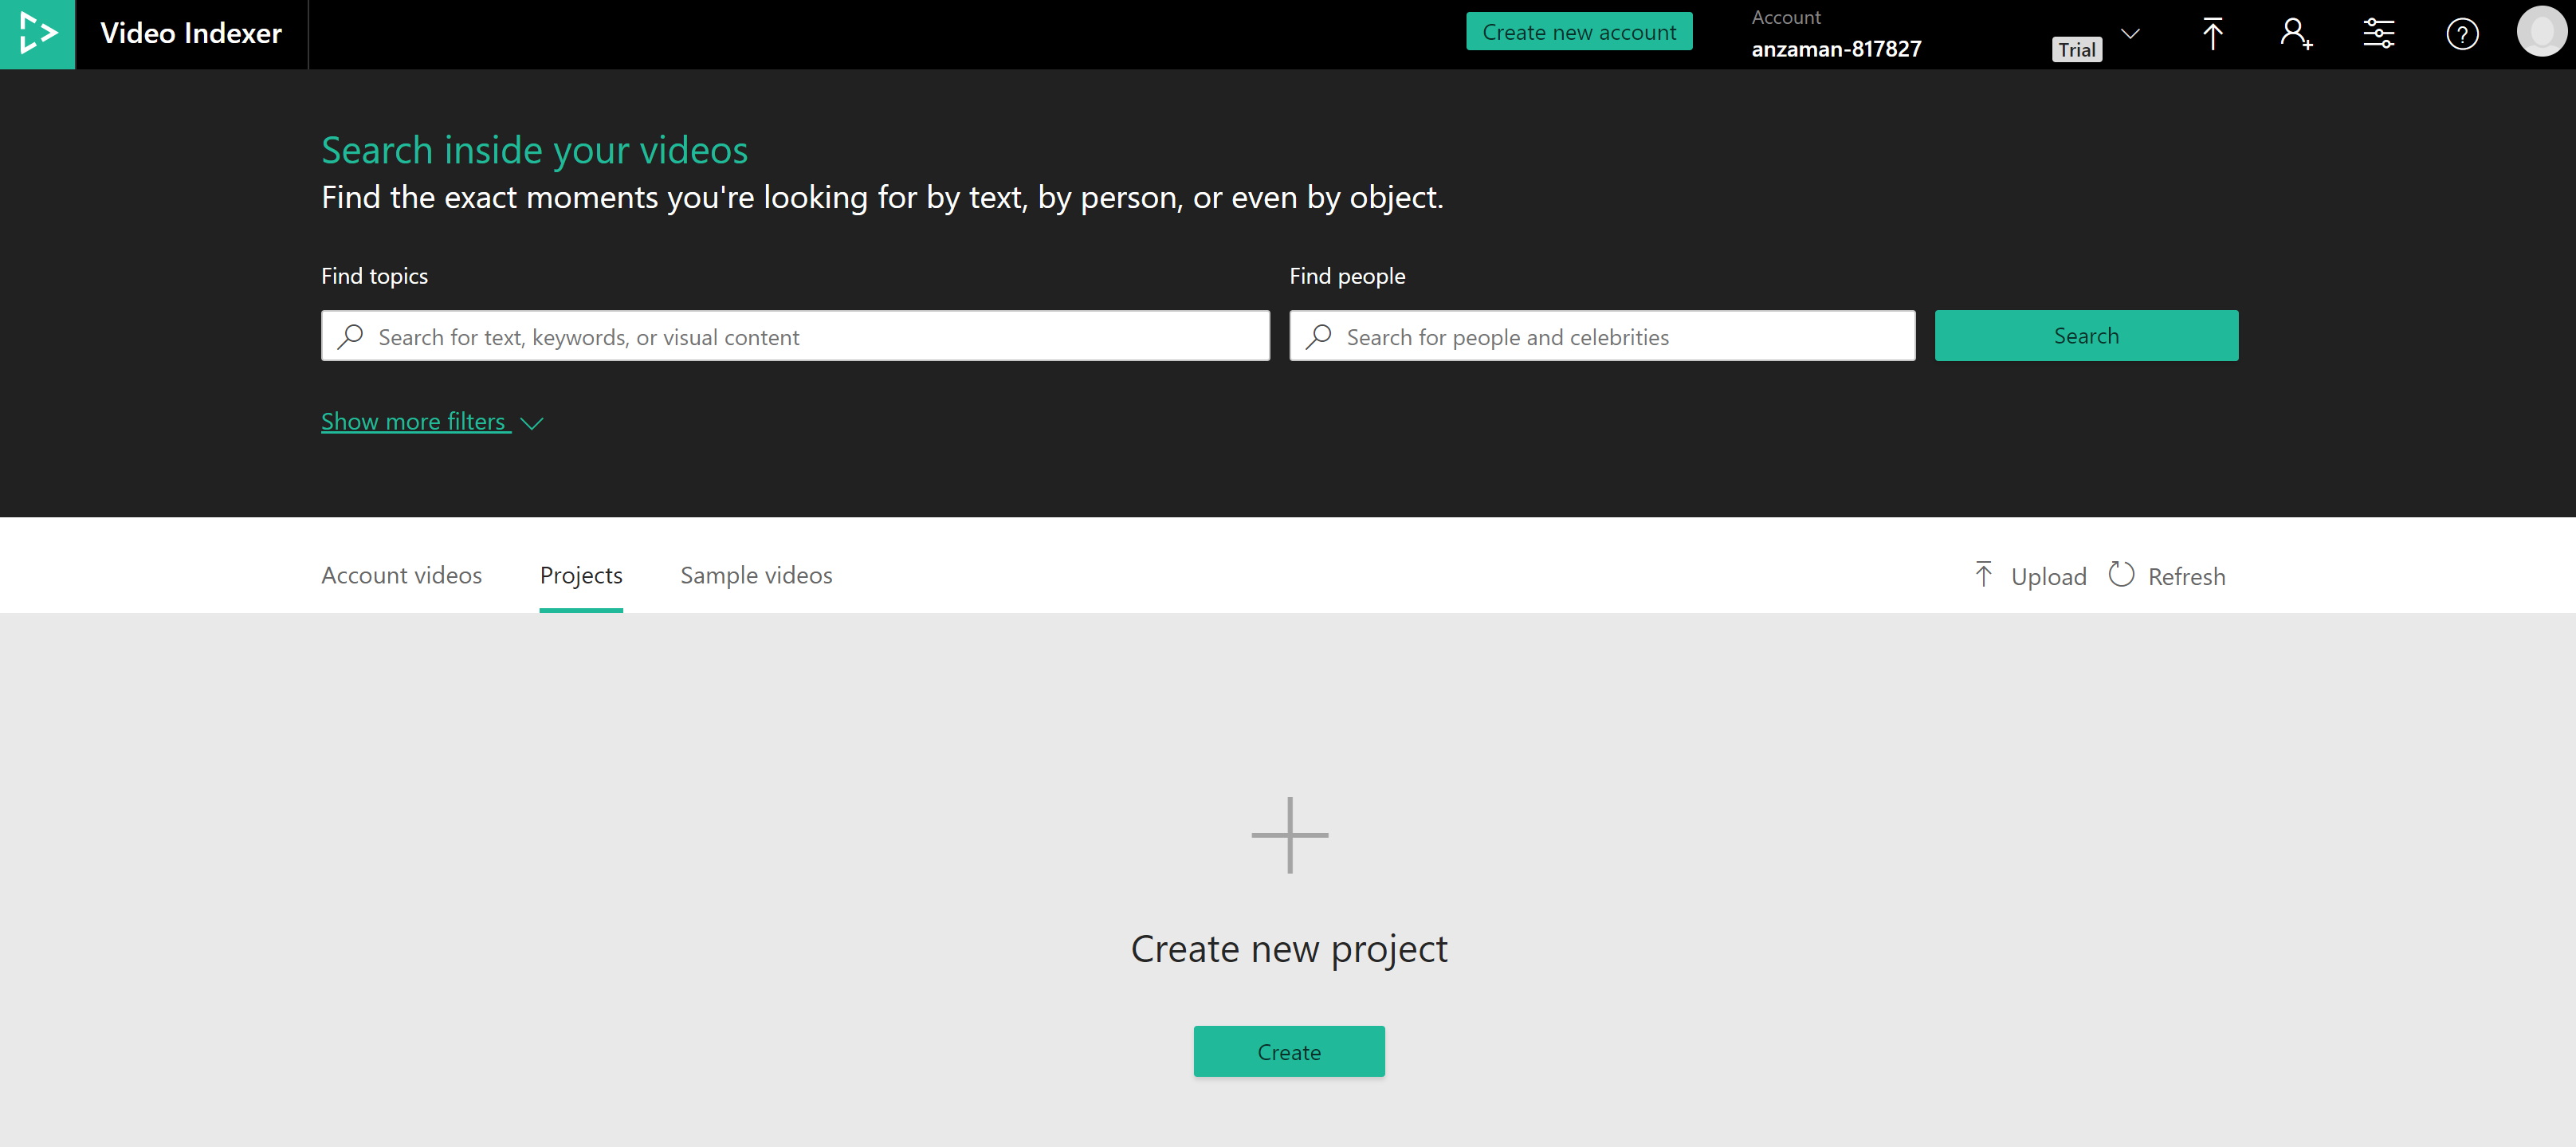 Video Indexer
Create new account
Account
anzaman-817827
Trial
?
Search inside your videos
Find the exact moments you're looking for by text, by person, or even by object.
Find topics
Find people
Search for text, keywords, or visual content
Search for people and celebrities
Search
Show more filters
Account videos
Projects
Sample videos
Upload
Refresh
Create new project
Create